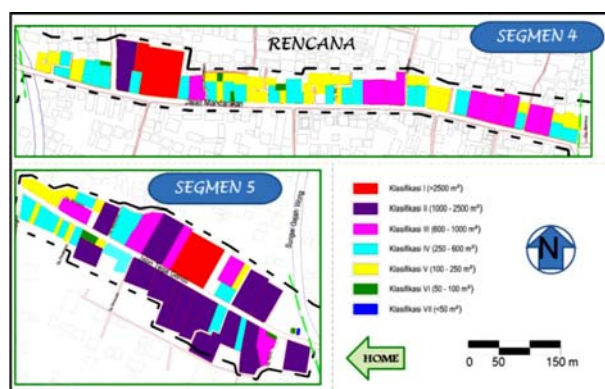 RENCANA
SEGMEN 4
SEGMEN 5
Klasifikasi I (>2500 m²)
Klasifikasi II (1000 - 2500 m²)
Klasifikasi III (600 - 1000 m²)
Klasifikasi IV (250 - 600 m²)
Klasifikasi V (100 - 250 m²)
Klasifikasi VI (50 - 100 m²)
Klasifikasi VII (<50 m²)
N
HOME
0 50 100 150 m